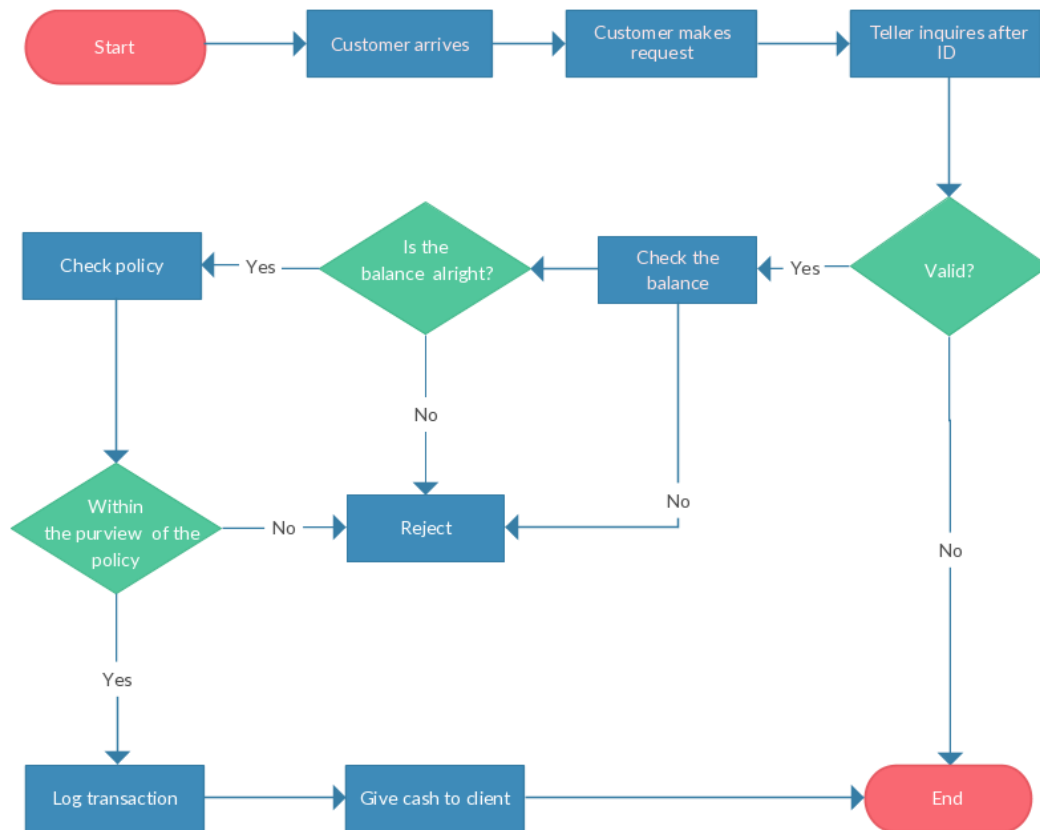 Start
Customer arrives
Customer makes
request
Teller inquires after
ID
Valid?
Yes
Check the
balance
Is the
balance alright?
Yes
Check policy
No
No
Within
the purview of the
policy
No
Reject
No
Yes
Log transaction
Give cash to client
End